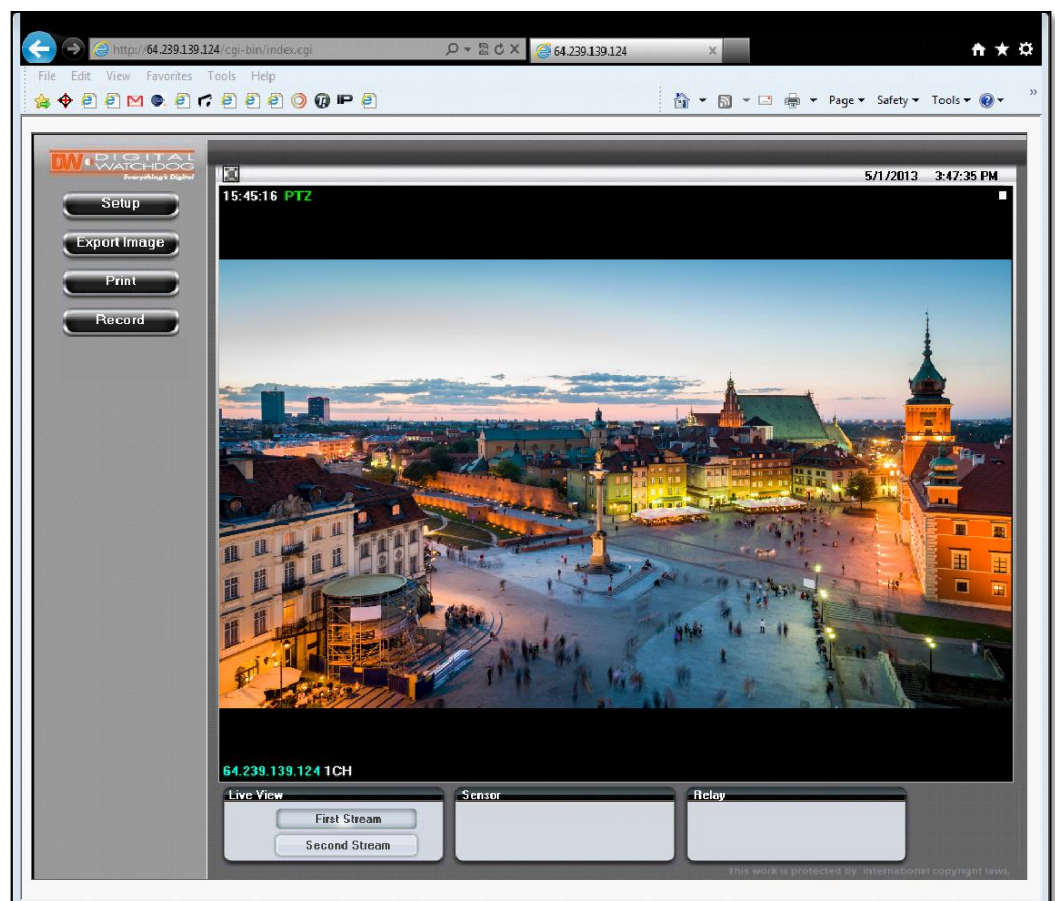 http://64.239.139.124/cgi-bin/index.cgi
64.239.139.124
File Edit View Favorites Tools Help
Page Safety Tools
DW DIGITAL WATCHDOG
Everything's Digital
5/1/2013 3:47:35 PM
Setup
Export Image
Print
Record
15:45:16 PTZ
64.239.139.124 1CH
Live View
First Stream
Second Stream
Sensor
Relay
This work is protected by international copyright laws.